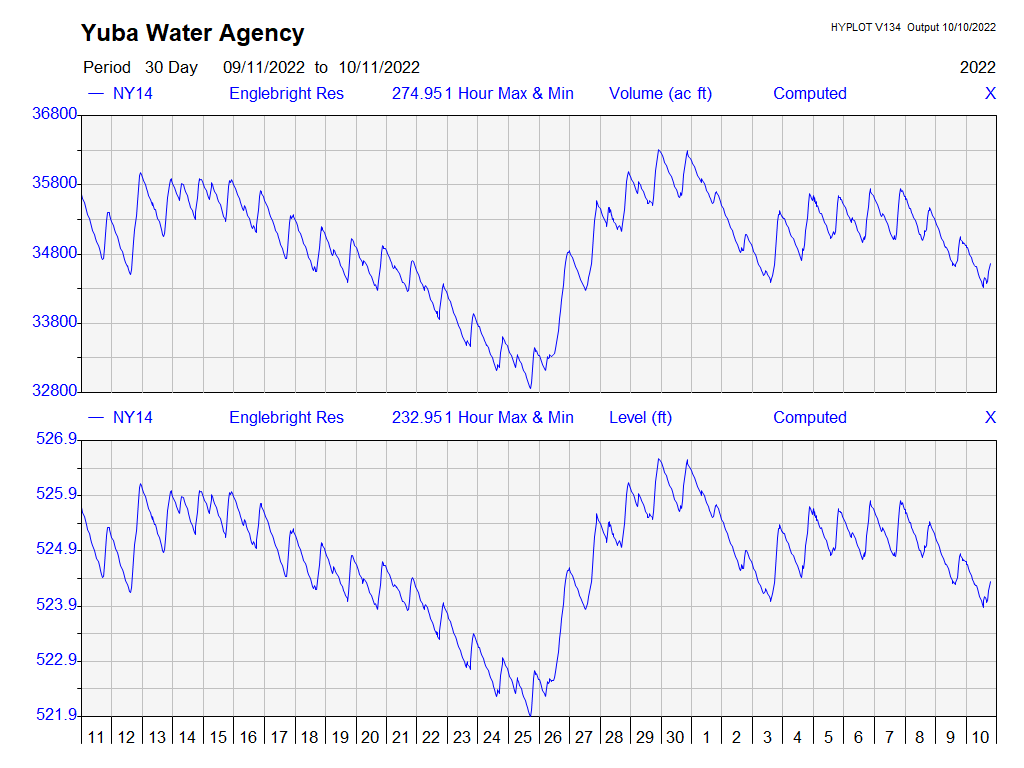 Yuba Water Agency
HYPLOT V134 Output 10/10/2022
Period 30 Day 09/11/2022 to 10/11/2022
2022
NY14 Englebright Res 274.951 Hour Max & Min Volume (ac ft) Computed X
36800
35800
34800
33800
32800
NY14 Englebright Res 232.951 Hour Max & Min Level (ft) Computed X
526.9
525.9
524.9
523.9
522.9
521.9
11 12 13 14 15 16 17 18 19 20 21 22 23 24 25 26 27 28 29 30 1 2 3 4 5 6 7 8 9 10